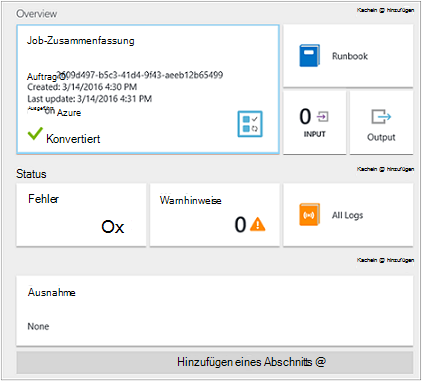 Overview
Kacheln @ hinzufügen
Job-Zusammenfassung
Auftrag O 2609d497-b5c3-41d4-9f43-aeeb12b65499
Created: 3/14/2016 4:30 PM
Last update: 3/14/2016 4:31 PM
Ausgeführt on Azure
Konvertiert
Runbook
0
INPUT
Output
Status
Kacheln @ hinzufügen
Fehler
Ox
Warnhinweise
0
All Logs
Kacheln @ hinzufügen
Ausnahme
None
Hinzufügen eines Abschnitts @